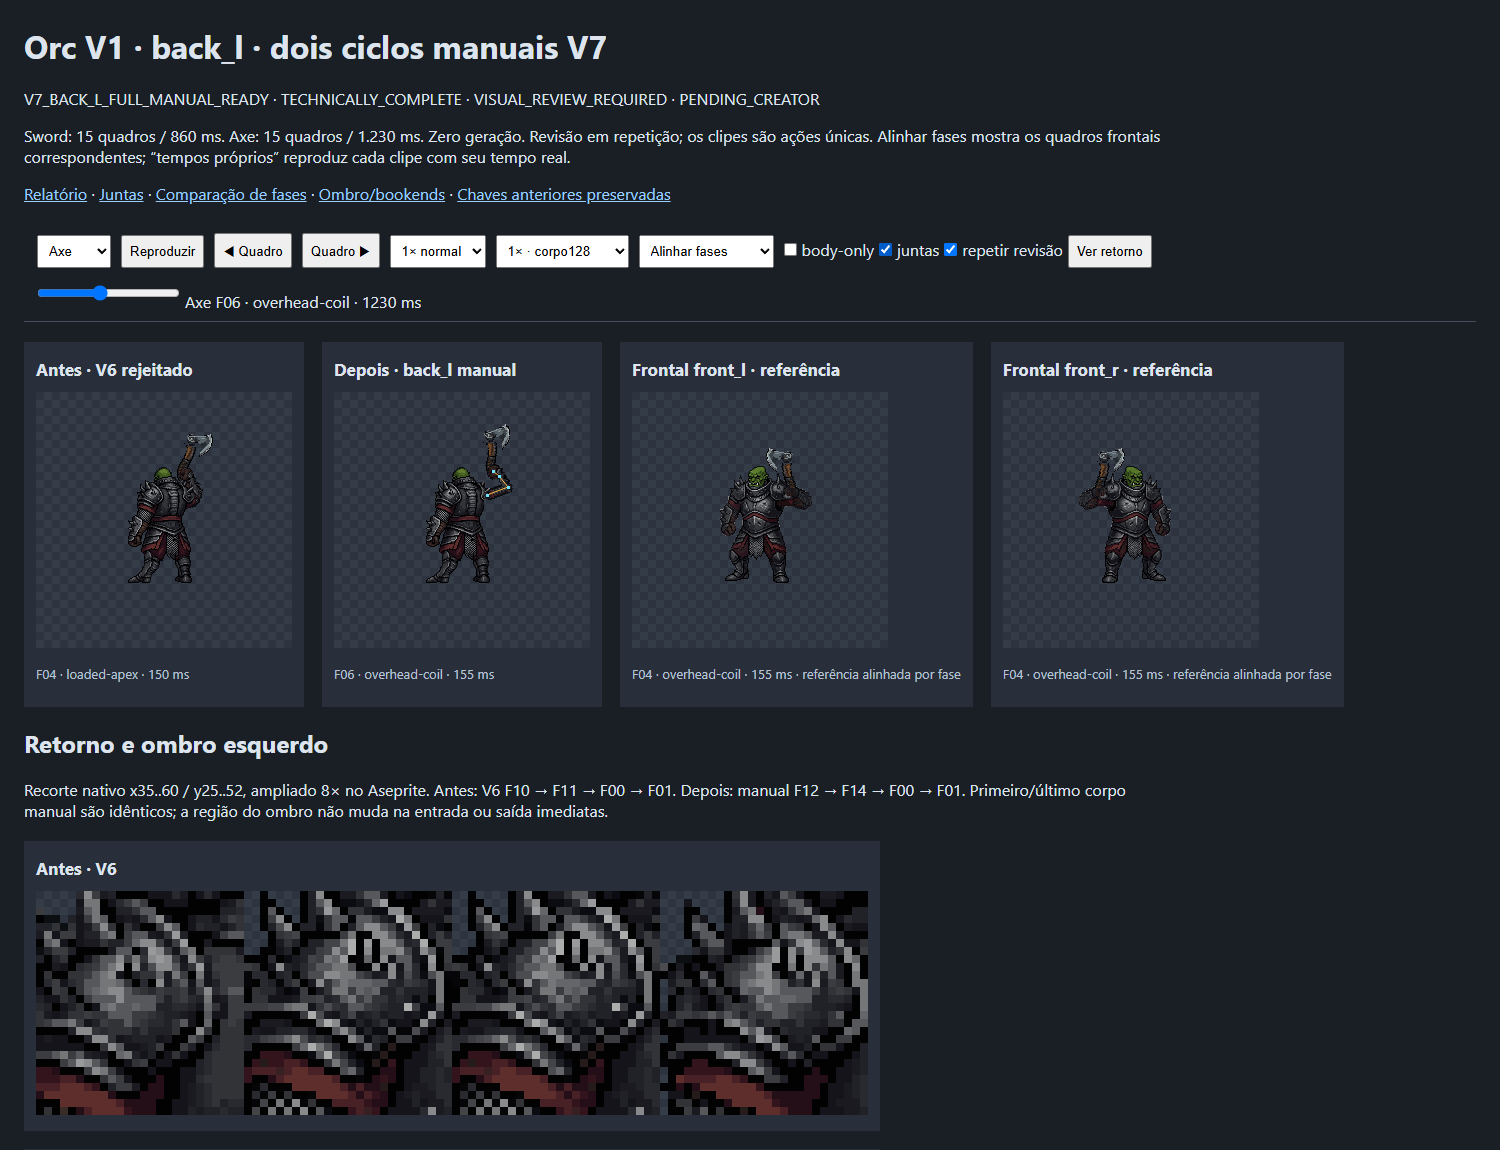 Orc V1 · back_l · dois ciclos manuais V7
V7_BACK_L_FULL_MANUAL_READY · TECHNICALLY_COMPLETE · VISUAL_REVIEW_REQUIRED · PENDING_CREATOR
Sword: 15 quadros / 860 ms. Axe: 15 quadros / 1.230 ms. Zero geração. Revisão em repetição; os clipes são ações únicas. Alinhar fases mostra os quadros frontais
correspondentes; “tempos próprios” reproduz cada clipe com seu tempo real.
Relatório · Juntas · Comparação de fases · Ombro/bookends · Chaves anteriores preservadas
Axe Reproduzir ◀ Quadro Quadro ▶ 1× normal 1× · corpo128 Alinhar fases body-only juntas repetir revisão Ver retorno
Axe F06 · overhead-coil · 1230 ms
Antes · V6 rejeitado
F04 · loaded-apex · 150 ms
Depois · back_l manual
F06 · overhead-coil · 155 ms
Frontal front_l · referência
F04 · overhead-coil · 155 ms · referência alinhada por fase
Frontal front_r · referência
F04 · overhead-coil · 155 ms · referência alinhada por fase
Retorno e ombro esquerdo
Recorte nativo x35..60 / y25..52, ampliado 8× no Aseprite. Antes: V6 F10 → F11 → F00 → F01. Depois: manual F12 → F14 → F00 → F01. Primeiro/último corpo
manual são idênticos; a região do ombro não muda na entrada ou saída imediatas.
Antes · V6